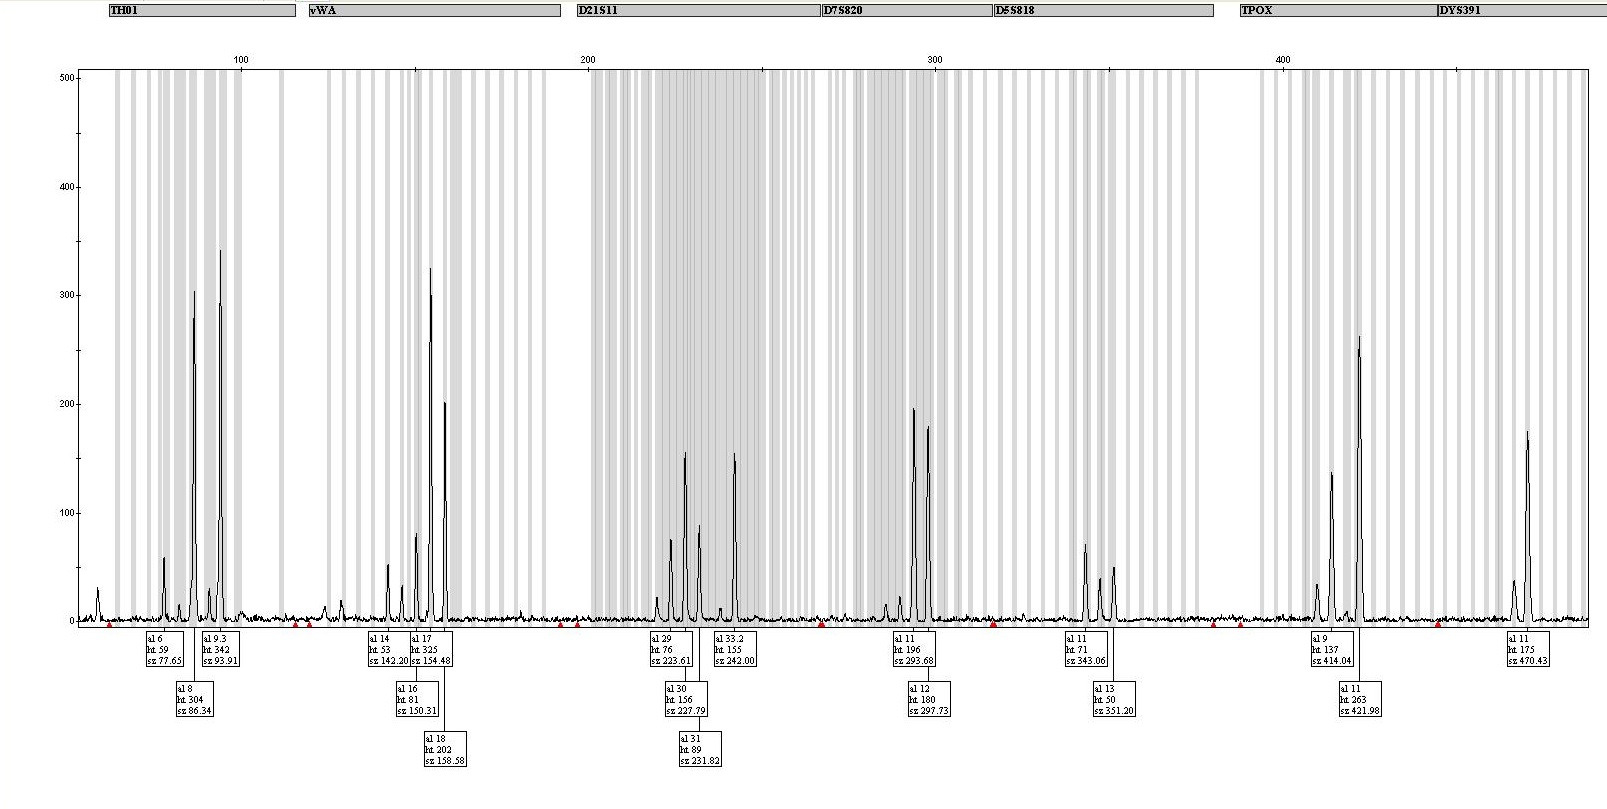 TH01 vWA D21S11 D7S820 D5S818 TPOX DYS391
100 200 300 400
500
400
300
200
100
0
al 6 al 9.3 al 14 al 17 al 29 al 33.2 al 11 al 11 al 9 al 11
ht 59 ht 342 ht 53 ht 325 ht 76 ht 155 ht 196 ht 71 ht 137 ht 175
sz 77.65 sz 93.91 sz 142.20 sz 154.48 sz 223.61 sz 242.00 sz 293.68 sz 343.06 sz 414.04 sz 470.43
al 8 al 16 al 30 al 12 al 13 al 11
ht 304 ht 81 ht 156 ht 180 ht 50 ht 263
sz 86.34 sz 150.31 sz 227.79 sz 297.73 sz 351.20 sz 421.98
al 18 al 31
ht 202 ht 89
sz 158.58 sz 231.82